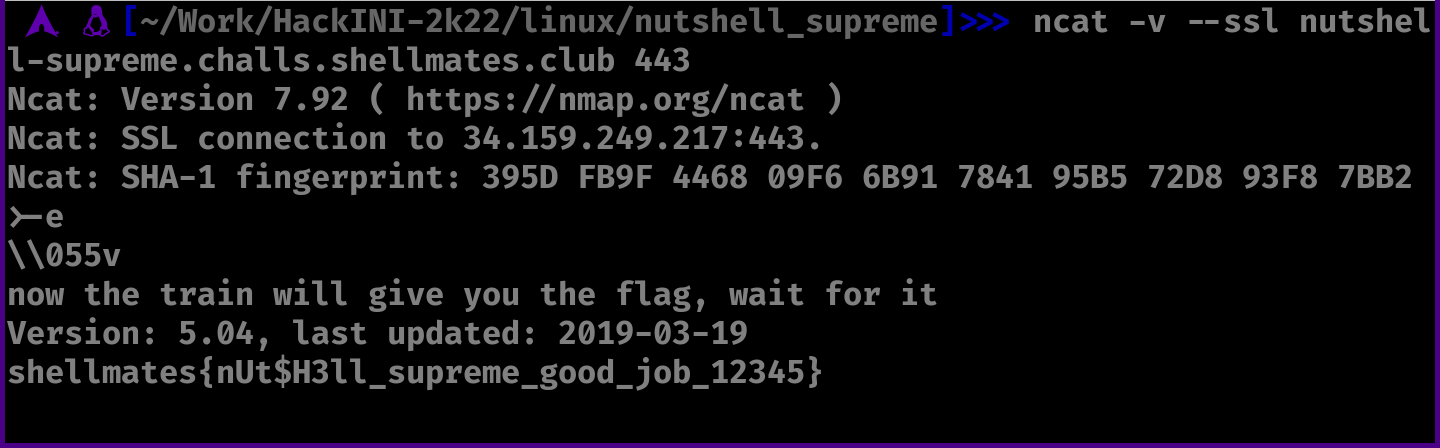 [~/Work/HackINI-2k22/linux/nutshell_supreme]>>> ncat -v --ssl nutshel
l-supreme.challs.shellmates.club 443
Ncat: Version 7.92 ( https://nmap.org/ncat )
Ncat: SSL connection to 34.159.249.217:443.
Ncat: SHA-1 fingerprint: 395D FB9F 4468 09F6 6B91 7841 95B5 72D8 93F8 7BB2
>-e
\\055v
now the train will give you the flag, wait for it
Version: 5.04, last updated: 2019-03-19
shellmates{nUt$H3ll_supreme_good_job_12345}